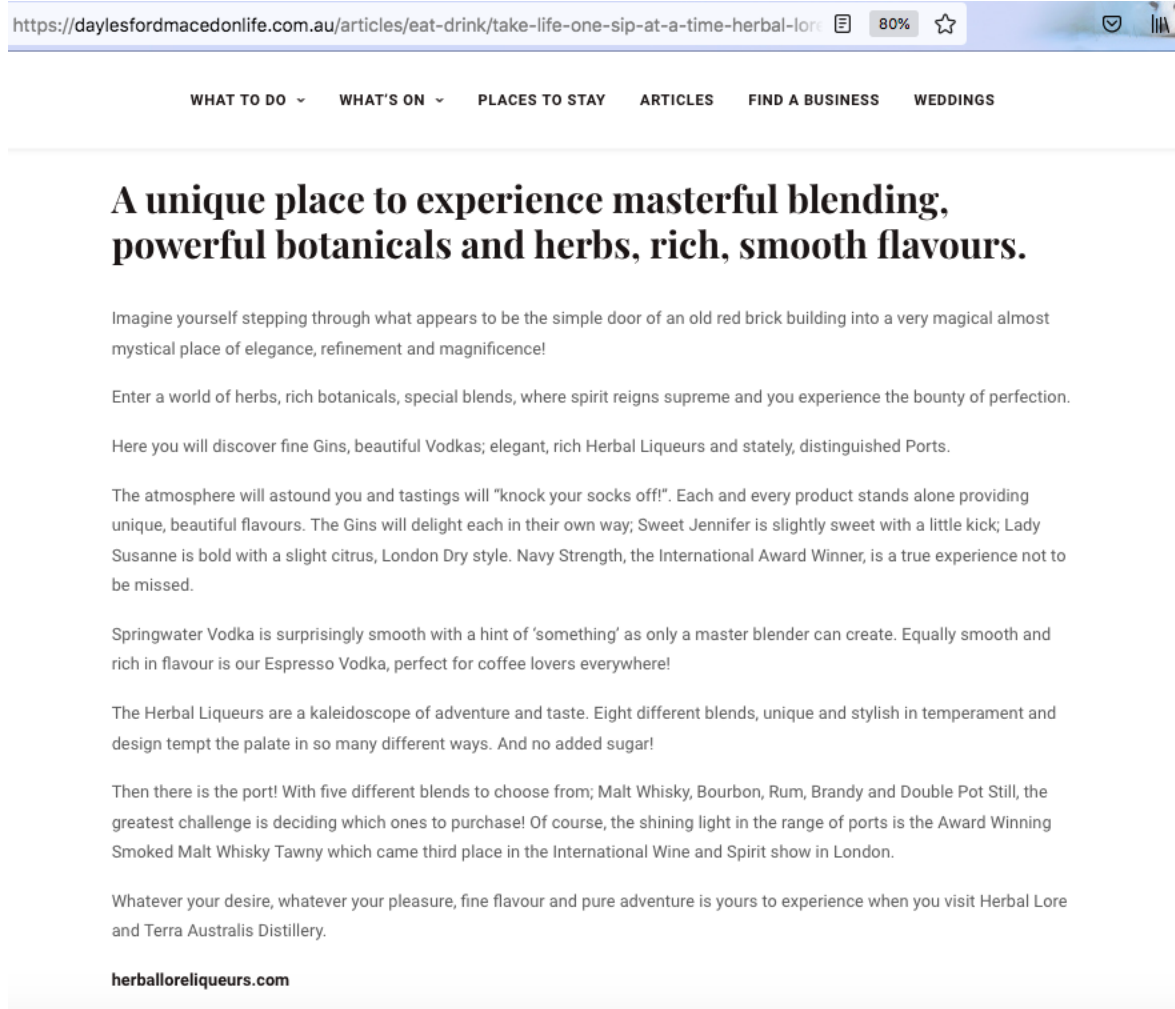 https://daylesfordmacedonlife.com.au/articles/eat-drink/take-life-one-sip-at-a-time-herbal-lore
80%
WHAT TO DO
WHAT'S ON
PLACES TO STAY
ARTICLES
FIND A BUSINESS
WEDDINGS
A unique place to experience masterful blending,
powerful botanicals and herbs, rich, smooth flavours.
Imagine yourself stepping through what appears to be the simple door of an old red brick building into a very magical almost
mystical place of elegance, refinement and magnificence!
Enter a world of herbs, rich botanicals, special blends, where spirit reigns supreme and you experience the bounty of perfection.
Here you will discover fine Gins, beautiful Vodkas; elegant, rich Herbal Liqueurs and stately, distinguished Ports.
The atmosphere will astound you and tastings will “knock your socks off!”. Each and every product stands alone providing
unique, beautiful flavours. The Gins will delight each in their own way; Sweet Jennifer is slightly sweet with a little kick; Lady
Susanne is bold with a slight citrus, London Dry style. Navy Strength, the International Award Winner, is a true experience not to
be missed.
Springwater Vodka is surprisingly smooth with a hint of ‘something’ as only a master blender can create. Equally smooth and
rich in flavour is our Espresso Vodka, perfect for coffee lovers everywhere!
The Herbal Liqueurs are a kaleidoscope of adventure and taste. Eight different blends, unique and stylish in temperament and
design tempt the palate in so many different ways. And no added sugar!
Then there is the port! With five different blends to choose from; Malt Whisky, Bourbon, Rum, Brandy and Double Pot Still, the
greatest challenge is deciding which ones to purchase! Of course, the shining light in the range of ports is the Award Winning
Smoked Malt Whisky Tawny which came third place in the International Wine and Spirit show in London.
Whatever your desire, whatever your pleasure, fine flavour and pure adventure is yours to experience when you visit Herbal Lore
and Terra Australis Distillery.
herballoreliqueurs.com